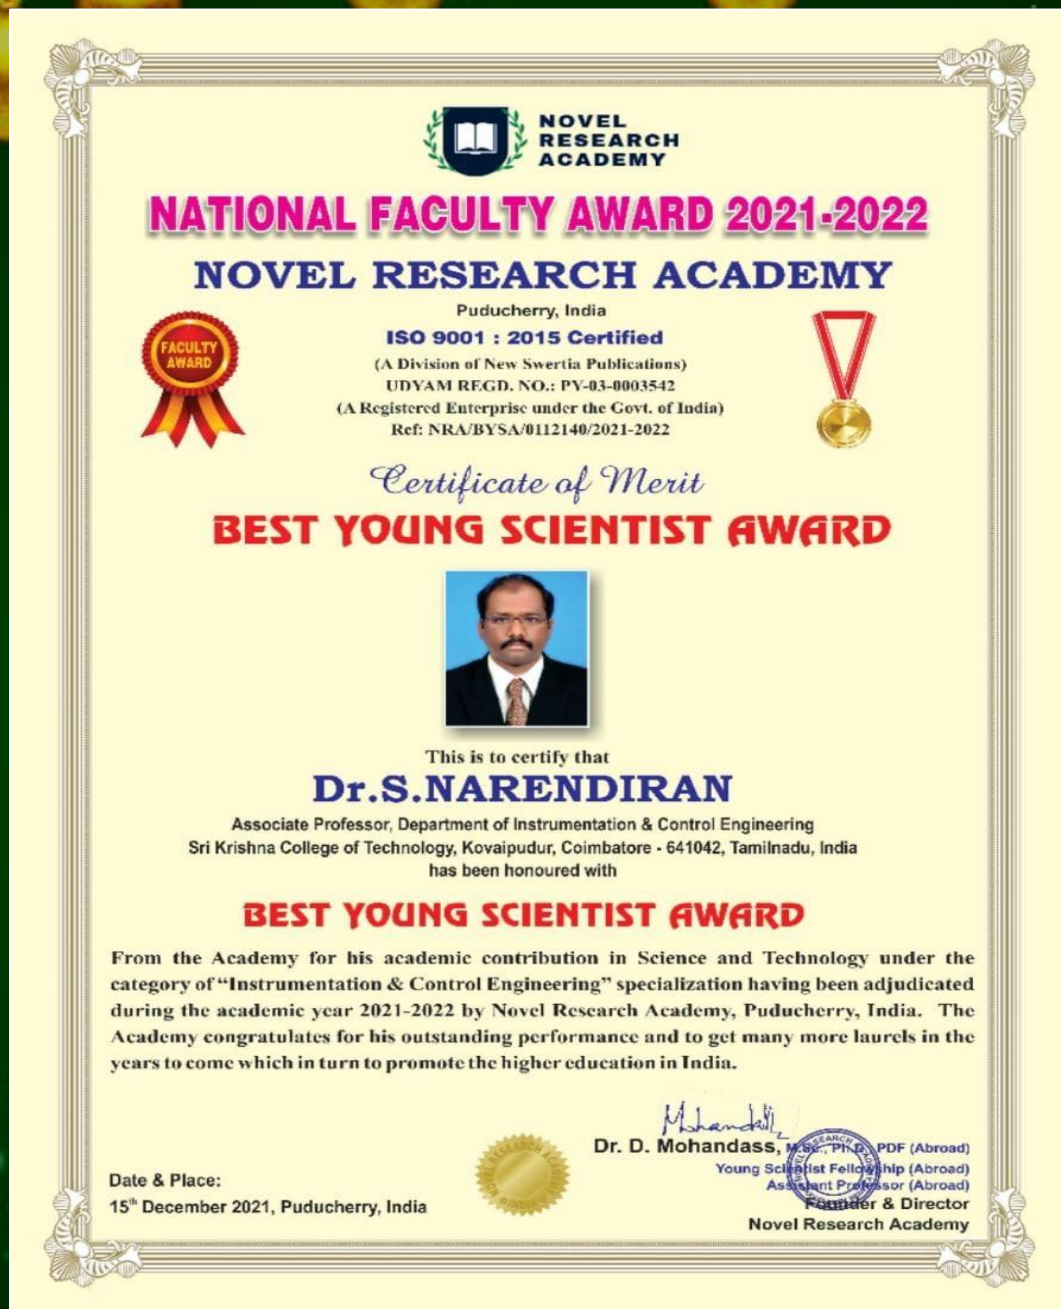 NOVEL
RESEARCH
ACADEMY
NATIONAL FACULTY AWARD 2021-2022
NOVEL RESEARCH ACADEMY
Puducherry, India
ISO 9001 : 2015 Certified
(A Division of New Swertia Publications)
UDYAM REGD. NO.: PY-03-0003542
(A Registered Enterprise under the Govt. of India)
Ref: NRA/BYSA/0112140/2021-2022
FACULTY
AWARD
Certificate of Merit
BEST YOUNG SCIENTIST AWARD
This is to certify that
Dr.S.NARENDIRAN
Associate Professor, Department of Instrumentation & Control Engineering
Sri Krishna College of Technology, Kovaipudur, Coimbatore - 641042, Tamilnadu, India
has been honoured with
BEST YOUNG SCIENTIST AWARD
From the Academy for his academic contribution in Science and Technology under the
category of “Instrumentation & Control Engineering” specialization having been adjudicated
during the academic year 2021-2022 by Novel Research Academy, Puducherry, India. The
Academy congratulates for his outstanding performance and to get many more laurels in the
years to come which in turn to promote the higher education in India.
Dr. D. Mohandass, M.Sc., Ph.D., PDF (Abroad)
Young Scientist Fellowship (Abroad)
Assistant Professor (Abroad)
Founder & Director
Novel Research Academy
Date & Place:
15th December 2021, Puducherry, India